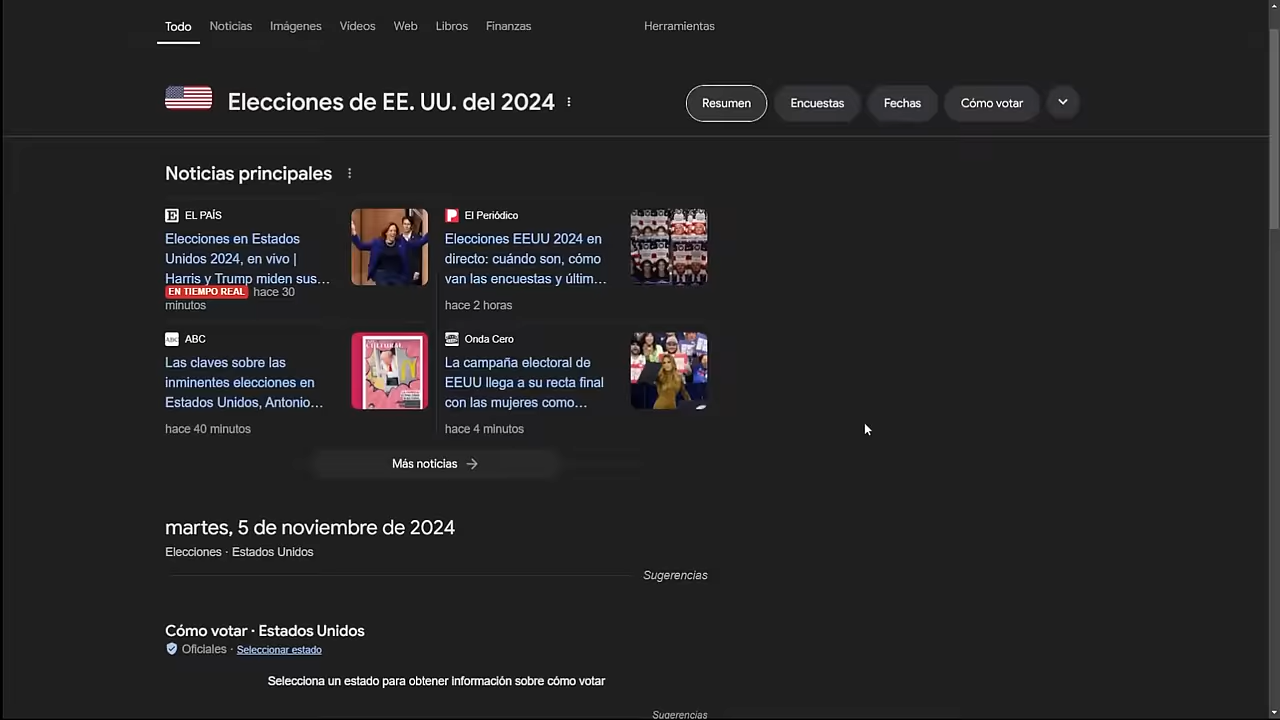 Todo Noticias Imágenes Vídeos Web Libros Finanzas Herramientas
Elecciones de EE. UU. del 2024
Resumen Encuestas Fechas Cómo votar
Noticias principales
EL PAÍS
Elecciones en Estados
Unidos 2024, en vivo |
Harris y Trump miden sus...
EN TIEMPO REAL hace 30
minutos
El Periódico
Elecciones EEUU 2024 en
directo: cuándo son, cómo
van las encuestas y últim...
hace 2 horas
ABC
Las claves sobre las
inminentes elecciones en
Estados Unidos, Antonio...
hace 40 minutos
Onda Cero
La campaña electoral de
EEUU llega a su recta final
con las mujeres como...
hace 4 minutos
Más noticias
martes, 5 de noviembre de 2024
Elecciones · Estados Unidos
Sugerencias
Cómo votar · Estados Unidos
Oficiales · Seleccionar estado
Selecciona un estado para obtener información sobre cómo votar
Sugerencias